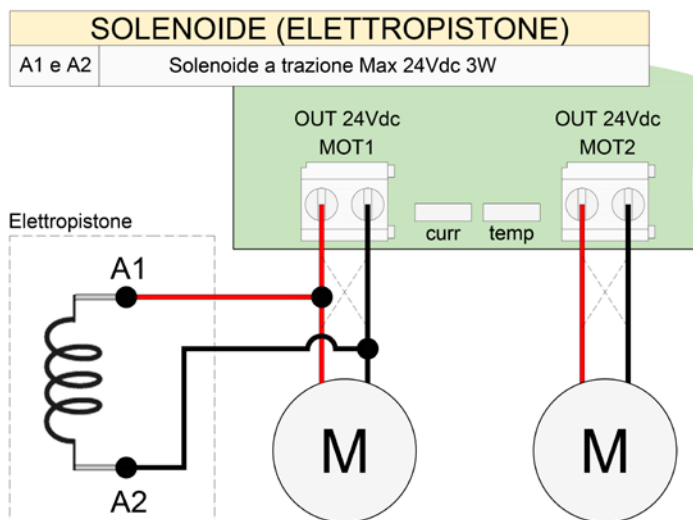 SOLENOIDE (ELETTROPISTONE)
A1 e A2 Solenoide a trazione Max 24Vdc 3W
OUT 24Vdc OUT 24Vdc
MOT1 MOT2
curr temp
Elettropistone
A1
A2
M M